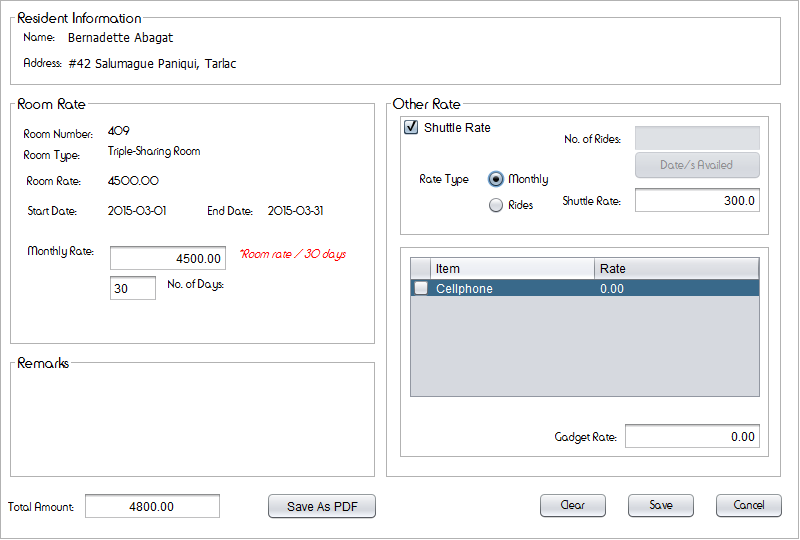 Resident Information
Name: Bernadette Abagat
Address: #42 Salumague Paniqui, Tarlac
Room Rate
Room Number: 409
Room Type: Triple-Sharing Room
Room Rate: 4500.00
Start Date: 2015-03-01 End Date: 2015-03-31
Monthly Rate: 4500.00 *Room rate / 30 days
30 No. of Days:
Remarks
Other Rate
Shuttle Rate
No. of Rides:
Date/s Availed
Rate Type Monthly
Rides
Shuttle Rate: 300.0
Item Rate
Cellphone 0.00
Gadget Rate: 0.00
Total Amount: 4800.00 Save As PDF Clear Save Cancel